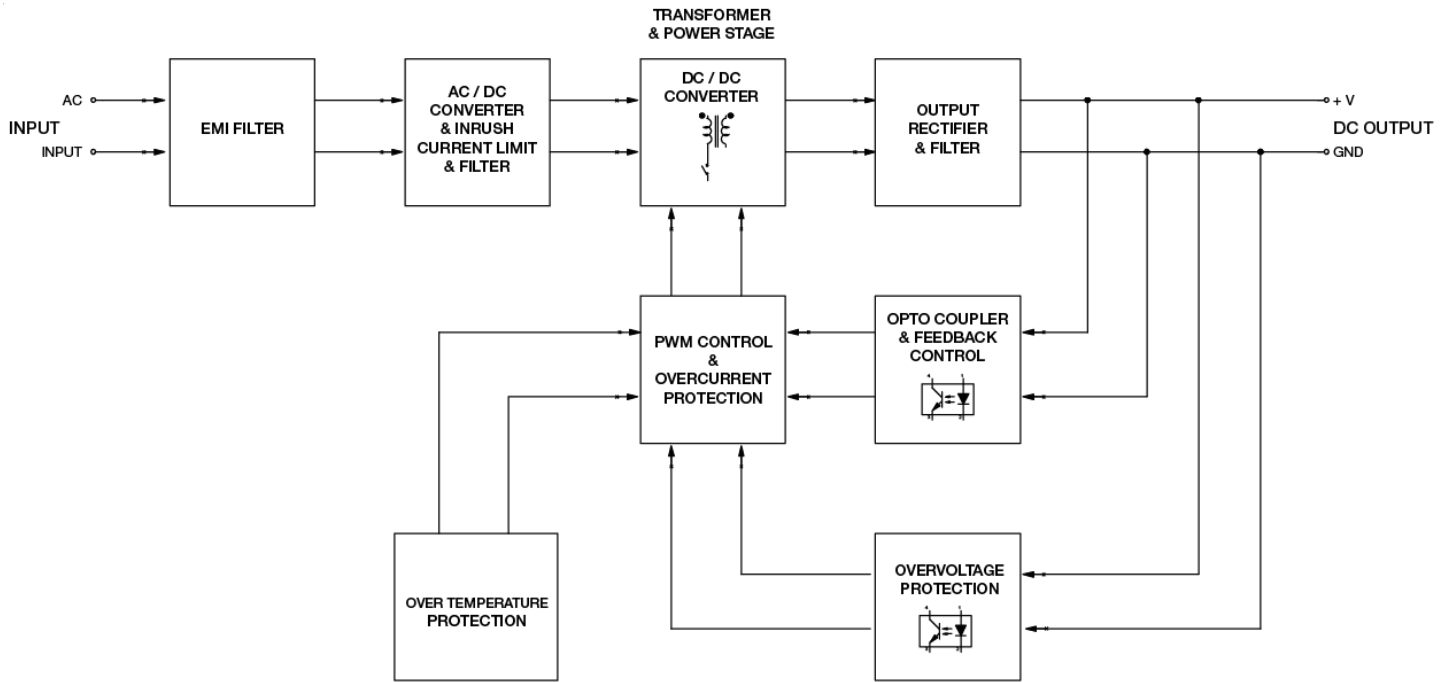 TRANSFORMER
& POWER STAGE
INPUT
AC
INPUT
EMI FILTER
AC / DC
CONVERTER
& INRUSH
CURRENT LIMIT
& FILTER
DC / DC
CONVERTER
OUTPUT
RECTIFIER
& FILTER
+ V
DC OUTPUT
GND
PWM CONTROL
&
OVERCURRENT
PROTECTION
OPTO COUPLER
& FEEDBACK
CONTROL
OVER TEMPERATURE
PROTECTION
OVERVOLTAGE
PROTECTION